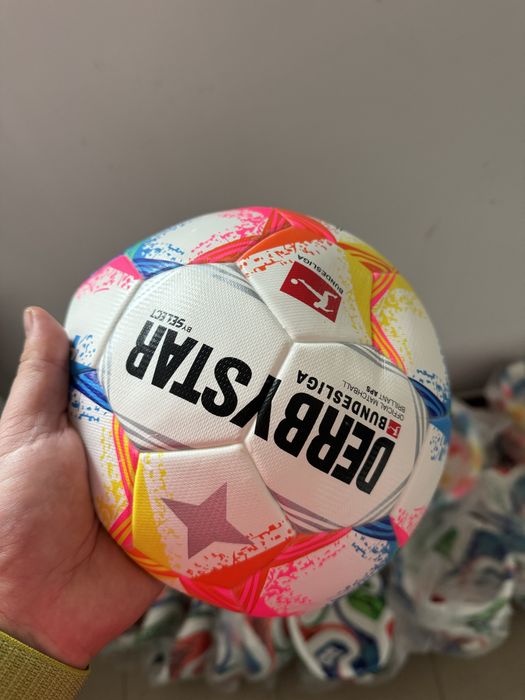 BUNDESLIGA
DERBYSTAR
BY SELECT
OFFICIAL MATCHBALL
BRILLANT APS
BUNDESLIGA